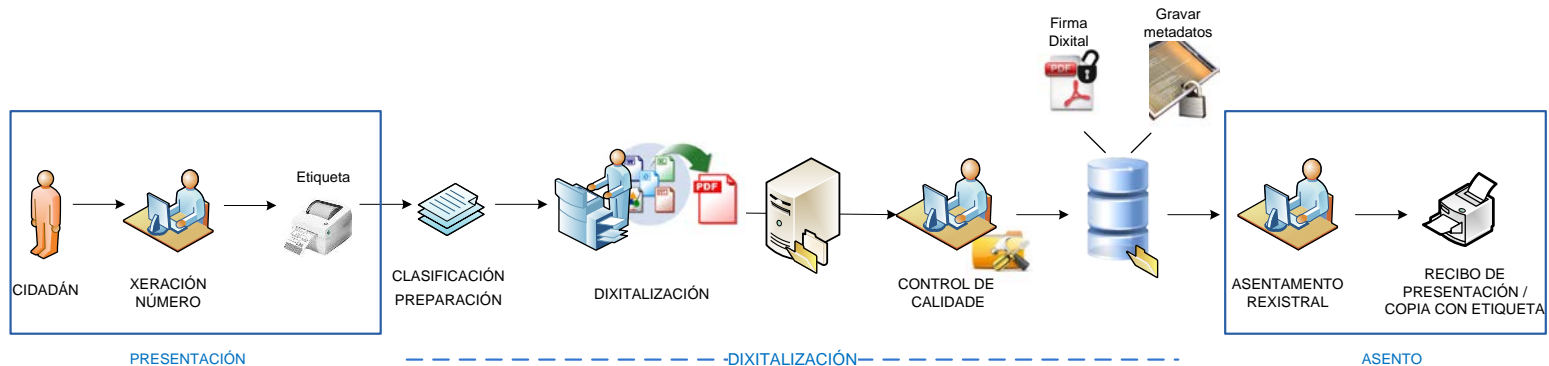 Firma
Dixital
Gravar
metadatos
PDF
PDF
Etiqueta
CIDADÁN
XERACIÓN
NÚMERO
CLASIFICACIÓN
PREPARACIÓN
DIXITALIZACIÓN
CONTROL DE
CALIDADE
ASENTAMENTO
REXISTRAL
RECIBO DE
PRESENTACIÓN /
COPIA CON ETIQUETA
PRESENTACIÓN
DIXITALIZACIÓN
ASENTO